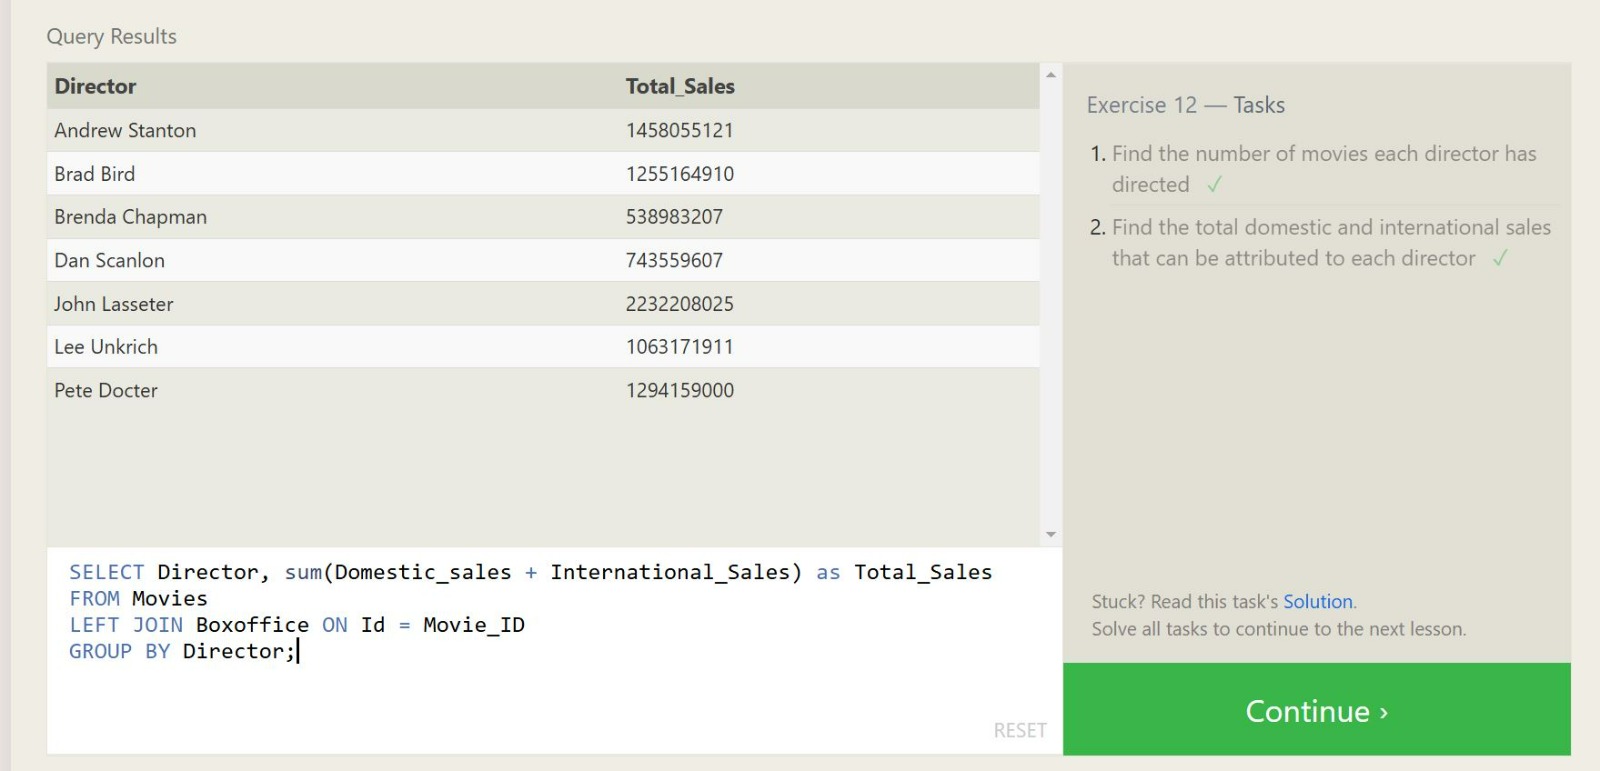 Query Results
Director Total_Sales
Andrew Stanton 1458055121
Brad Bird 1255164910
Brenda Chapman 538983207
Dan Scanlon 743559607
John Lasseter 2232208025
Lee Unkrich 1063171911
Pete Docter 1294159000
SELECT Director, sum(Domestic_sales + International_Sales) as Total_Sales
FROM Movies
LEFT JOIN Boxoffice ON Id = Movie_ID
GROUP BY Director;
RESET
Exercise 12 — Tasks
1. Find the number of movies each director has
directed ✓
2. Find the total domestic and international sales
that can be attributed to each director ✓
Stuck? Read this task's Solution.
Solve all tasks to continue to the next lesson.
Continue ›